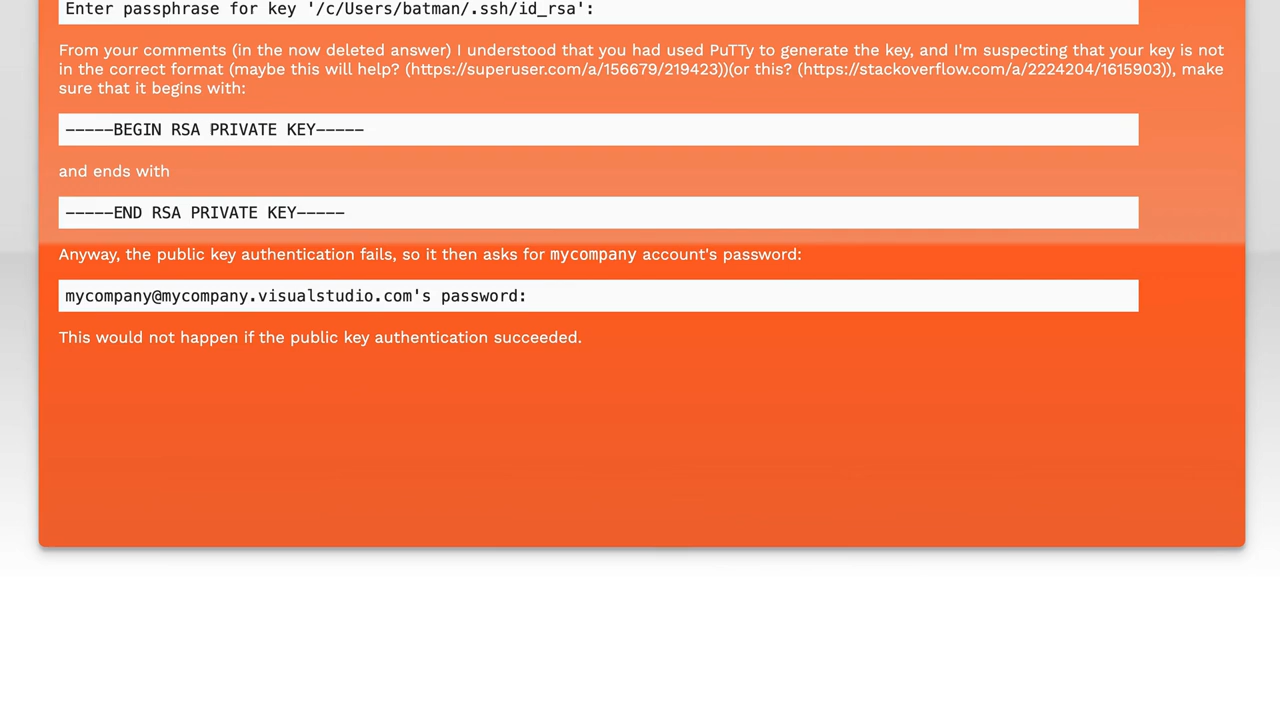 Enter passphrase for key '/c/Users/batman/.ssh/id_rsa':
From your comments (in the now deleted answer) I understood that you had used PuTTy to generate the key, and I'm suspecting that your key is not
in the correct format (maybe this will help? (https://superuser.com/a/156679/219423))(or this? (https://stackoverflow.com/a/2224204/1615903)), make
sure that it begins with:
-----BEGIN RSA PRIVATE KEY-----
and ends with
-----END RSA PRIVATE KEY-----
Anyway, the public key authentication fails, so it then asks for mycompany account's password:
mycompany@mycompany.visualstudio.com's password:
This would not happen if the public key authentication succeeded.